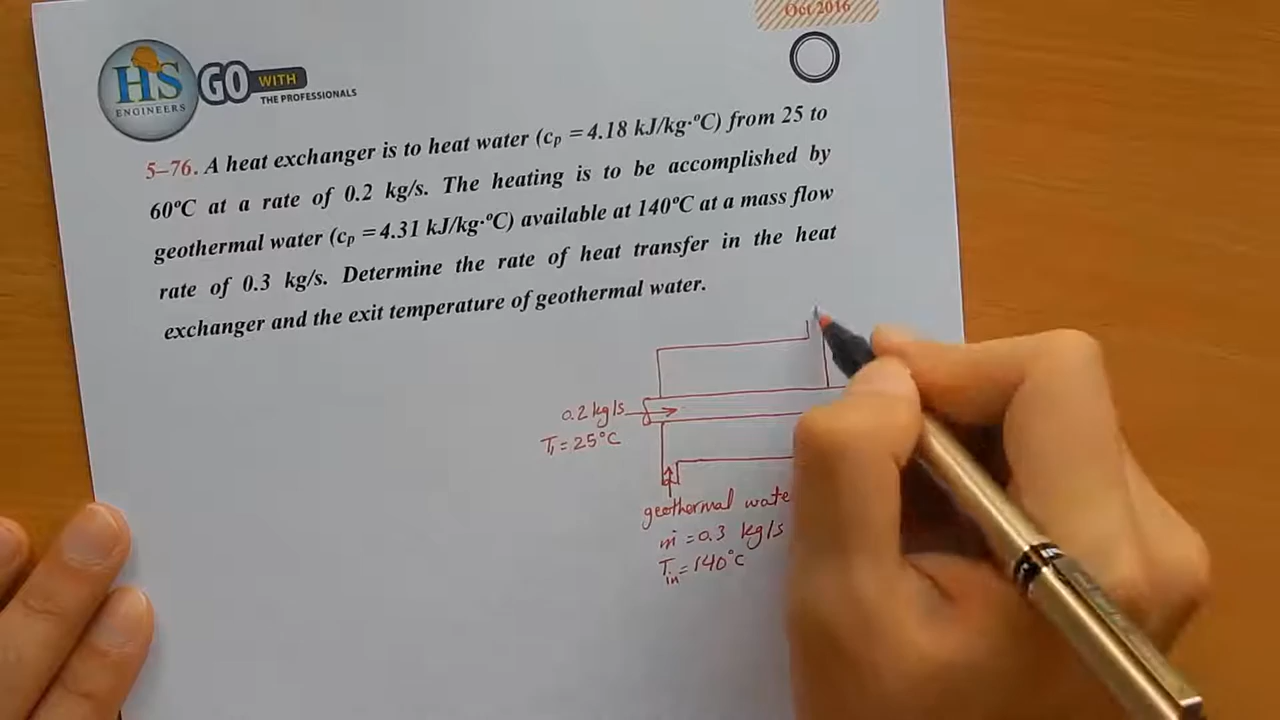 Oct 2016
HS
ENGINEERS
GO WITH
THE PROFESSIONALS
5–76. A heat exchanger is to heat water (cp = 4.18 kJ/kg·ºC) from 25 to
60ºC at a rate of 0.2 kg/s. The heating is to be accomplished by
geothermal water (cp = 4.31 kJ/kg·ºC) available at 140ºC at a mass flow
rate of 0.3 kg/s. Determine the rate of heat transfer in the heat
exchanger and the exit temperature of geothermal water.
0.2 kg/s
T1 = 25°C
geothermal wate
ṁ = 0.3 kg/s
Tin = 140°C